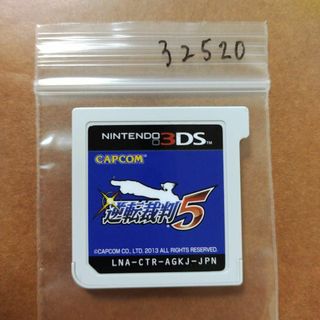 32520
NINTENDO 3DS
CAPCOM
逆転裁判5
©CAPCOM CO., LTD. 2013 ALL RIGHTS RESERVED.
LNA-CTR-AGKJ-JPN